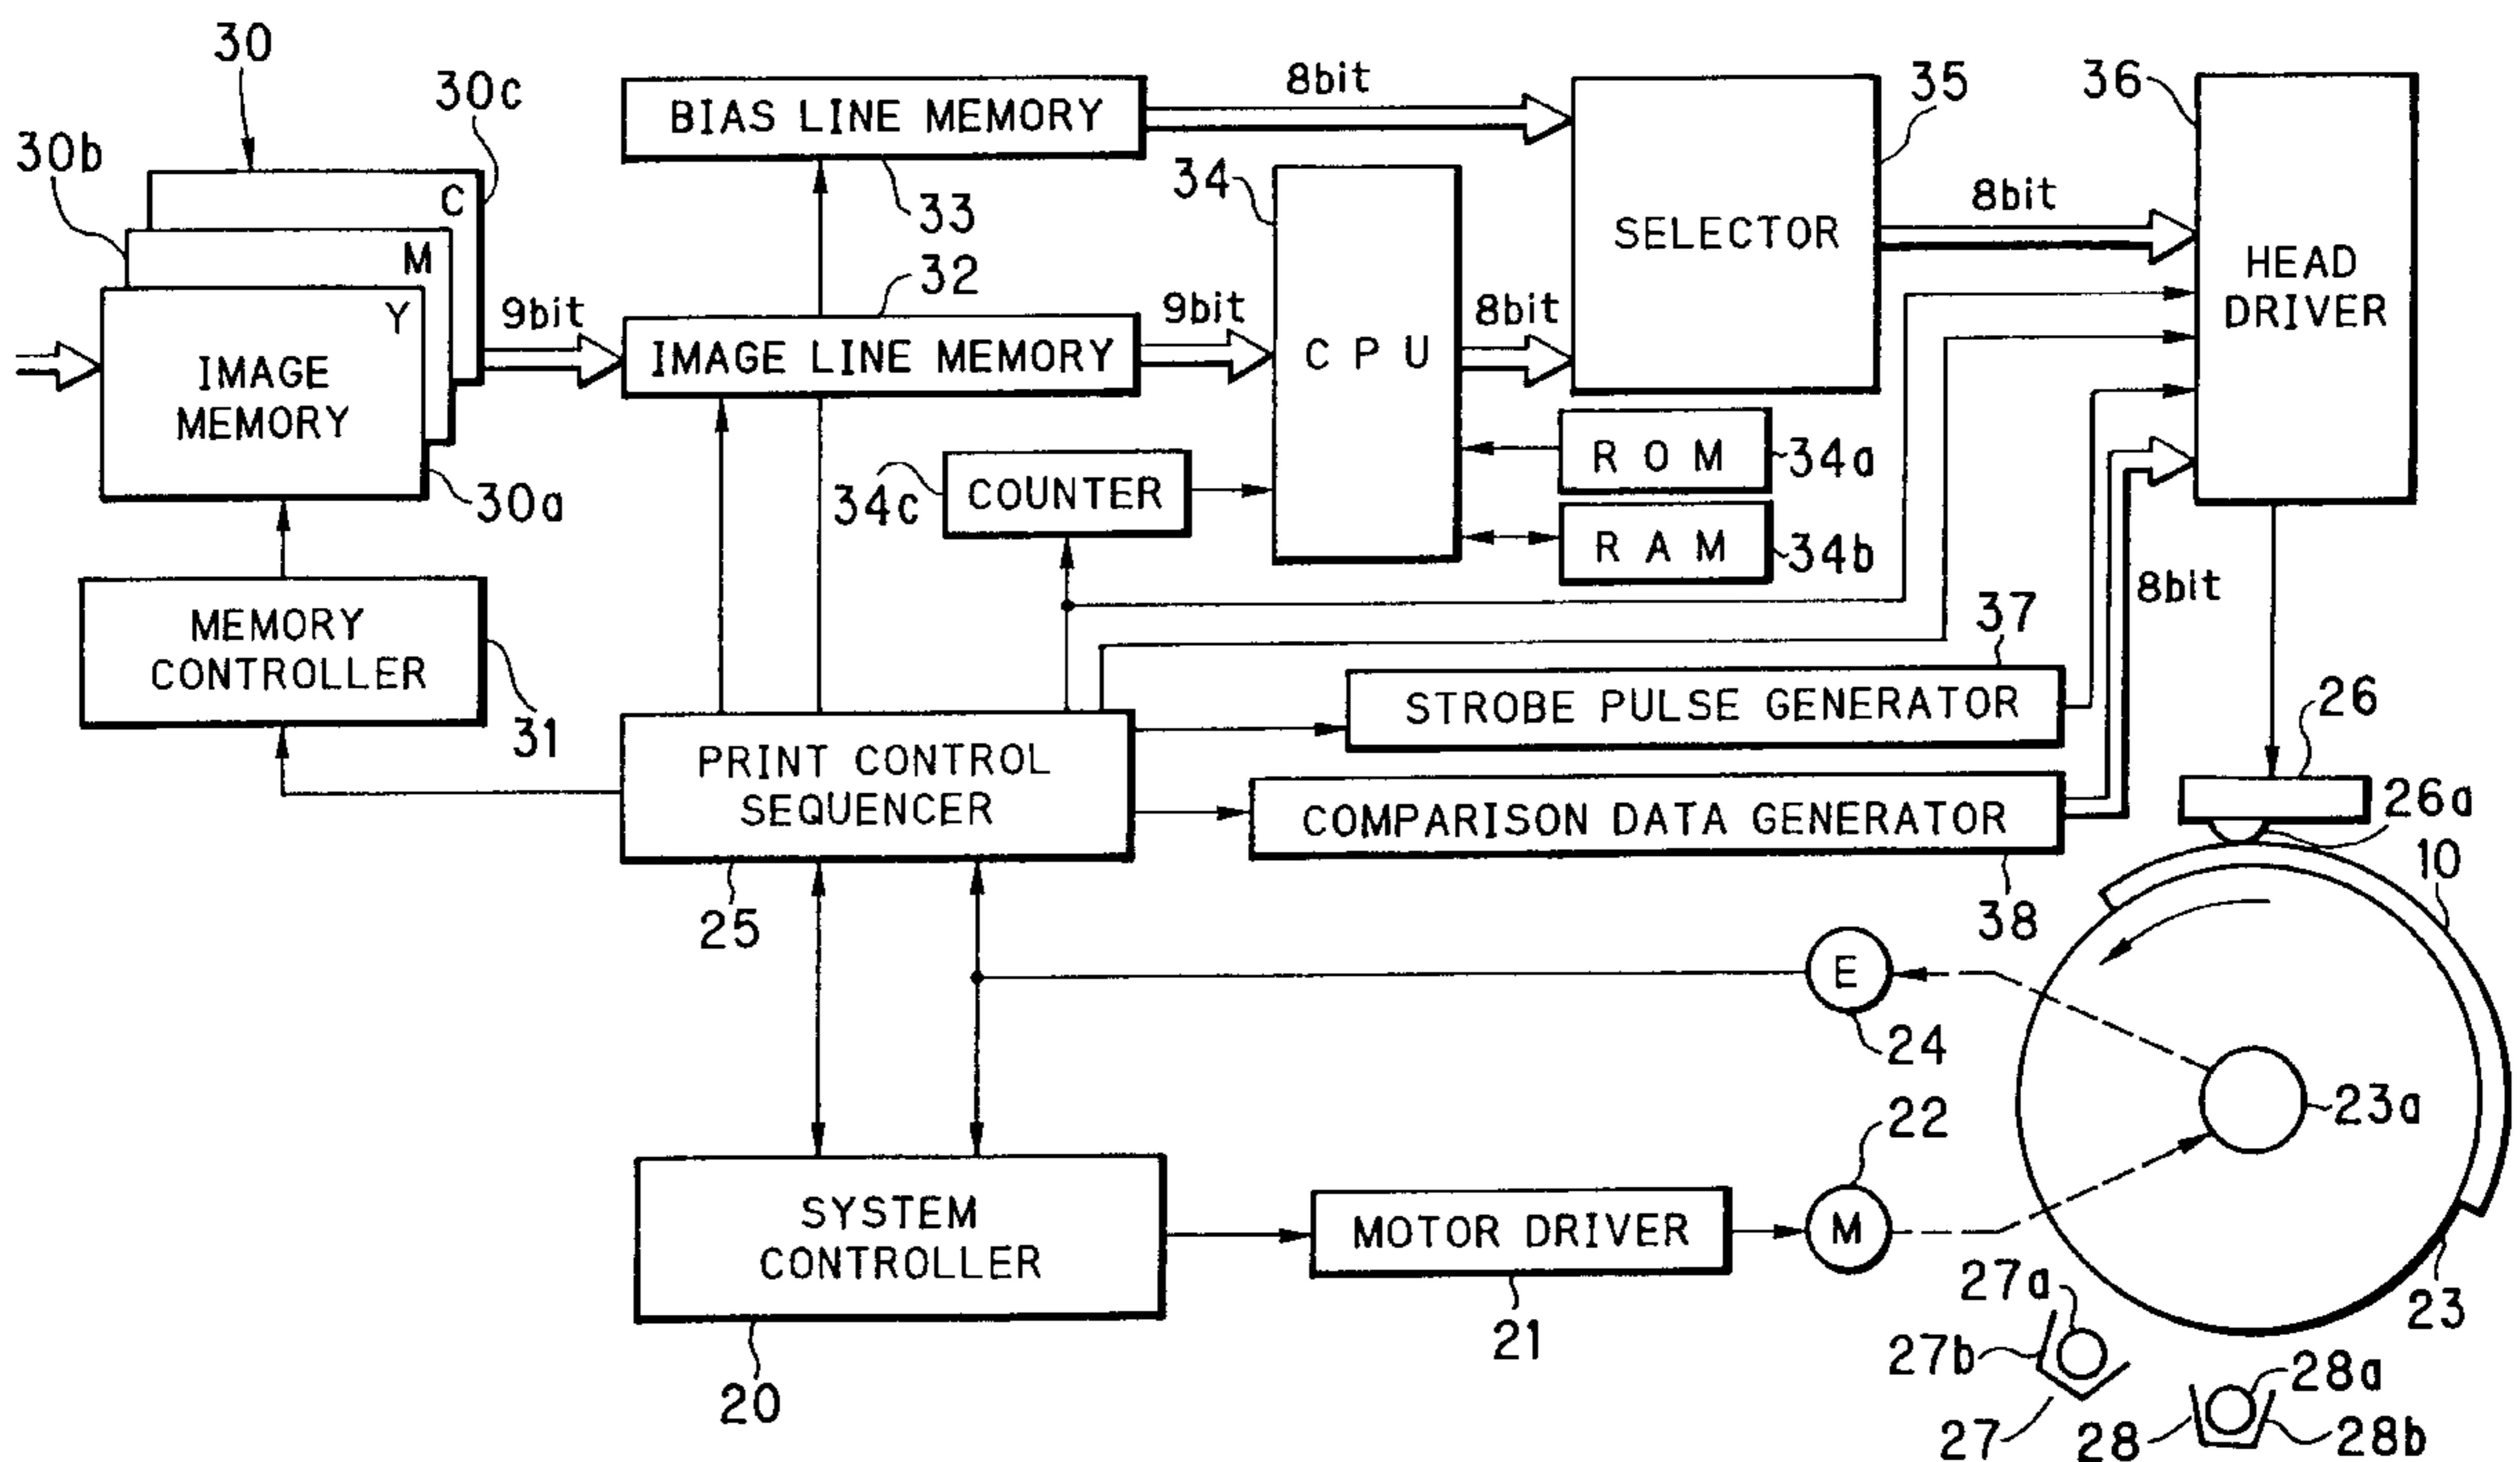 30
30c
30b
C
M
Y
IMAGE
MEMORY
30a
9bit
MEMORY
CONTROLLER
31
BIAS LINE MEMORY
33
8bit
32
IMAGE LINE MEMORY
9bit
34
C P U
8bit
35
SELECTOR
8bit
36
HEAD
DRIVER
34c
COUNTER
R O M
34a
R A M
34b
8bit
37
STROBE PULSE GENERATOR
PRINT CONTROL
SEQUENCER
25
COMPARISON DATA GENERATOR
38
26
26a
10
E
24
23a
22
M
SYSTEM
CONTROLLER
20
MOTOR DRIVER
21
23
27a
27b
27
28a
28
28b